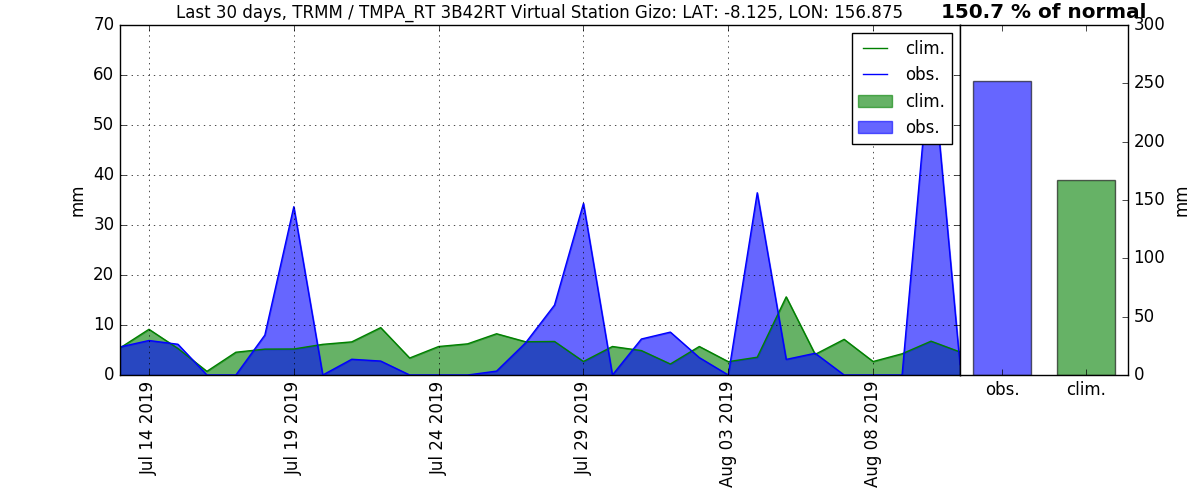 Last 30 days, TRMM / TMPA_RT 3B42RT Virtual Station Gizo: LAT: -8.125, LON: 156.875
150.7 % of normal
70
60
50
40
30
20
10
0
mm
clim.
obs.
clim.
obs.
300
250
200
150
100
50
0
mm
Jul 14 2019
Jul 19 2019
Jul 24 2019
Jul 29 2019
Aug 03 2019
Aug 08 2019
obs.
clim.